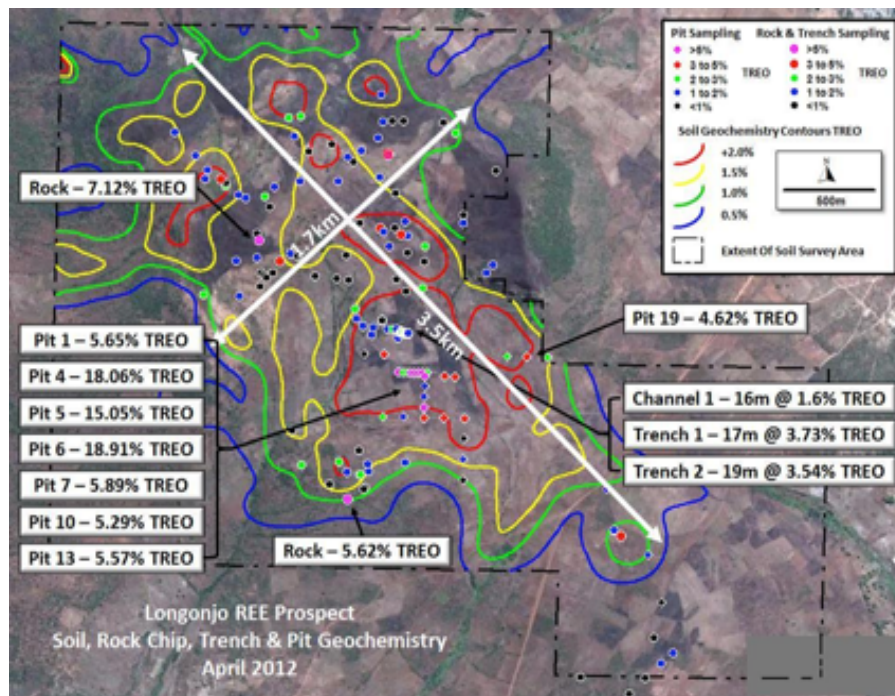 Pit Sampling
Rock & Trench Sampling
>5%
3 to 5%
2 to 3%
1 to 2%
<1%
TREO
>5%
3 to 5%
2 to 3%
1 to 2%
<1%
TREO
Soil Geochemistry Contours TREO
+2.0%
1.5%
1.0%
0.5%
500m
Extent Of Soil Survey Area
Rock – 7.12% TREO
1.7km
3.5km
Pit 19 – 4.62% TREO
Pit 1 – 5.65% TREO
Pit 4 – 18.06% TREO
Pit 5 – 15.05% TREO
Pit 6 – 18.91% TREO
Pit 7 – 5.89% TREO
Pit 10 – 5.29% TREO
Pit 13 – 5.57% TREO
Channel 1 – 16m @ 1.6% TREO
Trench 1 – 17m @ 3.73% TREO
Trench 2 – 19m @ 3.54% TREO
Rock – 5.62% TREO
Longonjo REE Prospect
Soil, Rock Chip, Trench & Pit Geochemistry
April 2012